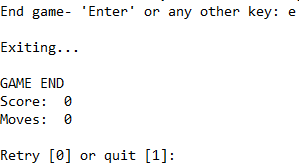 End game- 'Enter' or any other key: e
Exiting...
GAME END
Score:  0
Moves:  0
Retry [0] or quit [1]: